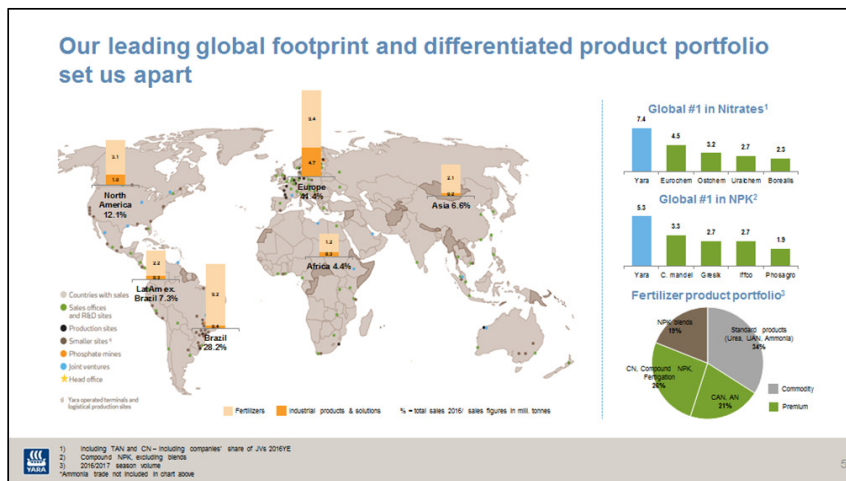 Our leading global footprint and differentiated product portfolio
set us apart
9.4
4.7
Europe
41.4%
3.1
1.0
North
America
12.1%
2.1
0.2
Asia 6.6%
1.2
0.3
Africa 4.4%
2.2
0.3
LatAm ex.
Brazil 7.3%
9.2
0.4
Brazil
28.2%
Countries with sales
Sales offices
and R&D sites
Production sites
Smaller sites
Phosphate mines
Joint ventures
Head office
Yara operated terminals and
logistical production sites
Fertilizers
Industrial products & solutions
% = total sales 2016/ sales figures in mill. tonnes
Global #1 in Nitrates1
7.4
4.5
3.2
2.7
2.3
Yara
Eurochem
Ostchem
Uralchem
Borealis
Global #1 in NPK2
5.3
3.3
2.7
2.7
1.9
Yara
C. mandel
Gresik
Iffco
Phosagro
Fertilizer product portfolio3
NPK blends
19%
Standard products
(Urea, UAN, Ammonia)
34%
CN, Compound NPK,
Fertigation
26%
CAN, AN
21%
Commodity
Premium
YARA
1) Including TAN and CN – including companies' share of JVs 2016YE
2) Compound NPK, excluding blends
3) 2016/2017 season volume
*Ammonia trade not included in chart above
5